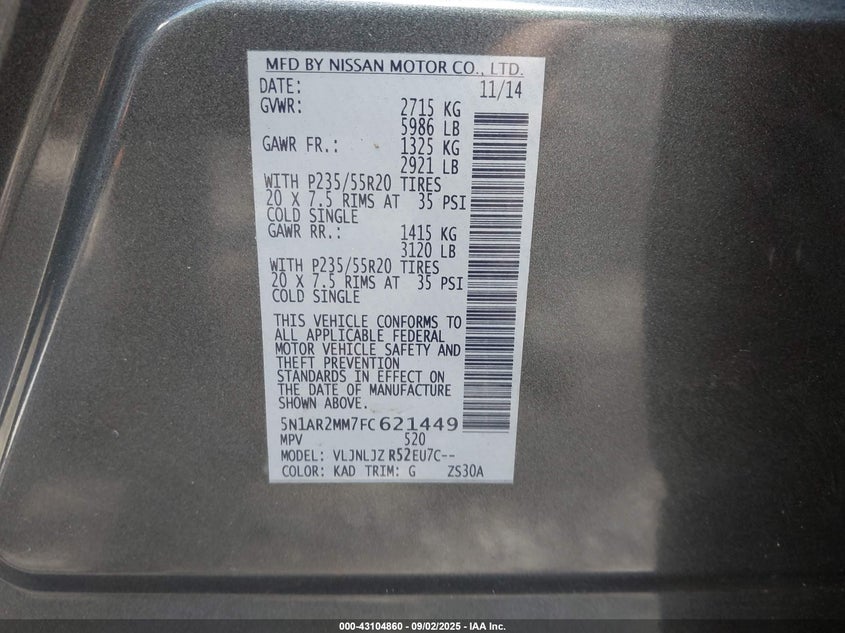 MFD BY NISSAN MOTOR CO., LTD.
DATE: 11/14
GVWR: 2715 KG
5986 LB
GAWR FR.: 1325 KG
2921 LB
WITH P235/55R20 TIRES
20 X 7.5 RIMS AT 35 PSI
COLD SINGLE
GAWR RR.: 1415 KG
3120 LB
WITH P235/55R20 TIRES
20 X 7.5 RIMS AT 35 PSI
COLD SINGLE
THIS VEHICLE CONFORMS TO
ALL APPLICABLE FEDERAL
MOTOR VEHICLE SAFETY AND
THEFT PREVENTION
STANDARDS IN EFFECT ON
THE DATE OF MANUFACTURE
SHOWN ABOVE.
5N1AR2MM7FC621449
MPV 520
MODEL: VLJNLJZ R52EU7C--
COLOR: KAD TRIM: G ZS30A
000-43104860 - 09/02/2025 - IAA Inc.